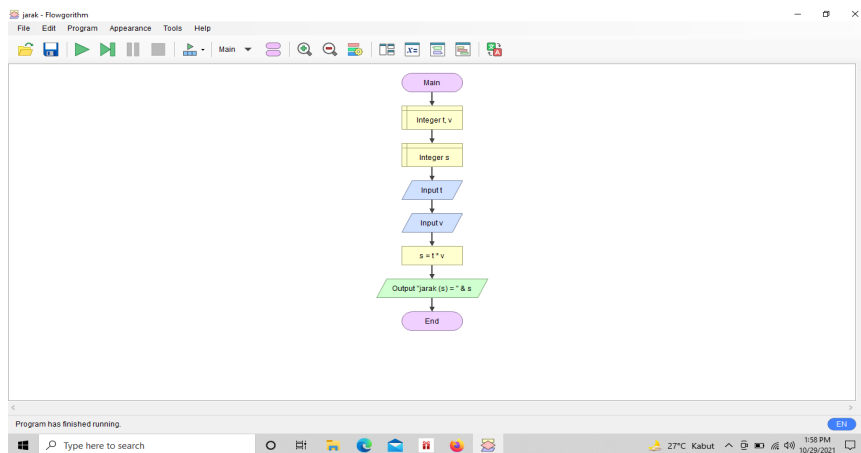 jarak - Flowgorithm
File Edit Program Appearance Tools Help
Main
Main
Integer t, v
Integer s
Input t
Input v
s = t * v
Output "jarak (s) = " & s
End
Program has finished running.
EN
Type here to search
27°C Kabut
1:58 PM
10/29/2021